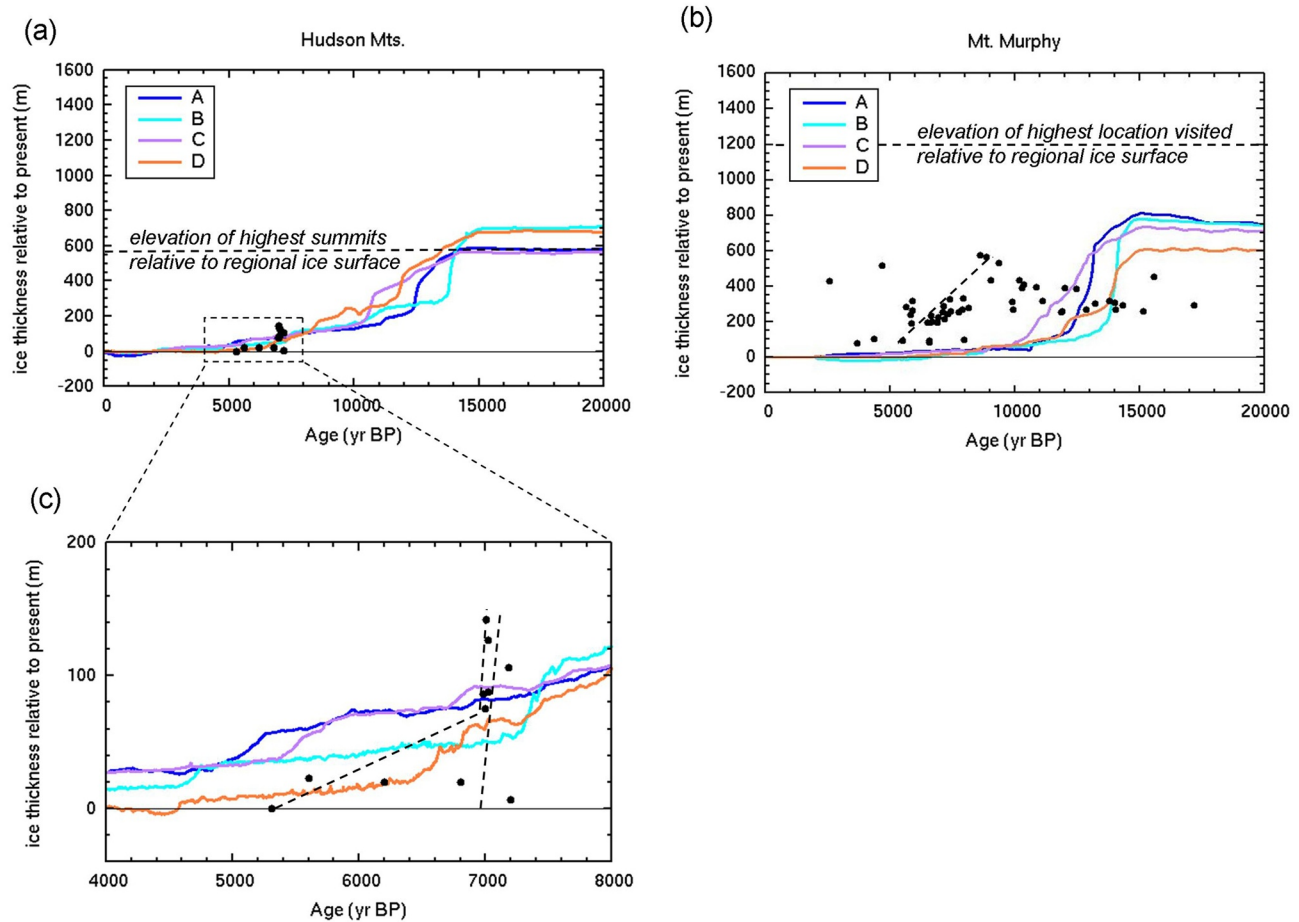 (a)
Hudson Mts.
ice thickness relative to present (m)
1600
1400
1200
1000
800
600
400
200
0
-200
A
B
C
D
elevation of highest summits
relative to regional ice surface
0
5000
10000
15000
20000
Age (yr BP)
(b)
Mt. Murphy
ice thickness relative to present (m)
1600
1400
1200
1000
800
600
400
200
0
-200
A
B
C
D
elevation of highest location visited
relative to regional ice surface
0
5000
10000
15000
20000
Age (yr BP)
(c)
ice thickness relative to present (m)
200
100
0
4000
5000
6000
7000
8000
Age (yr BP)